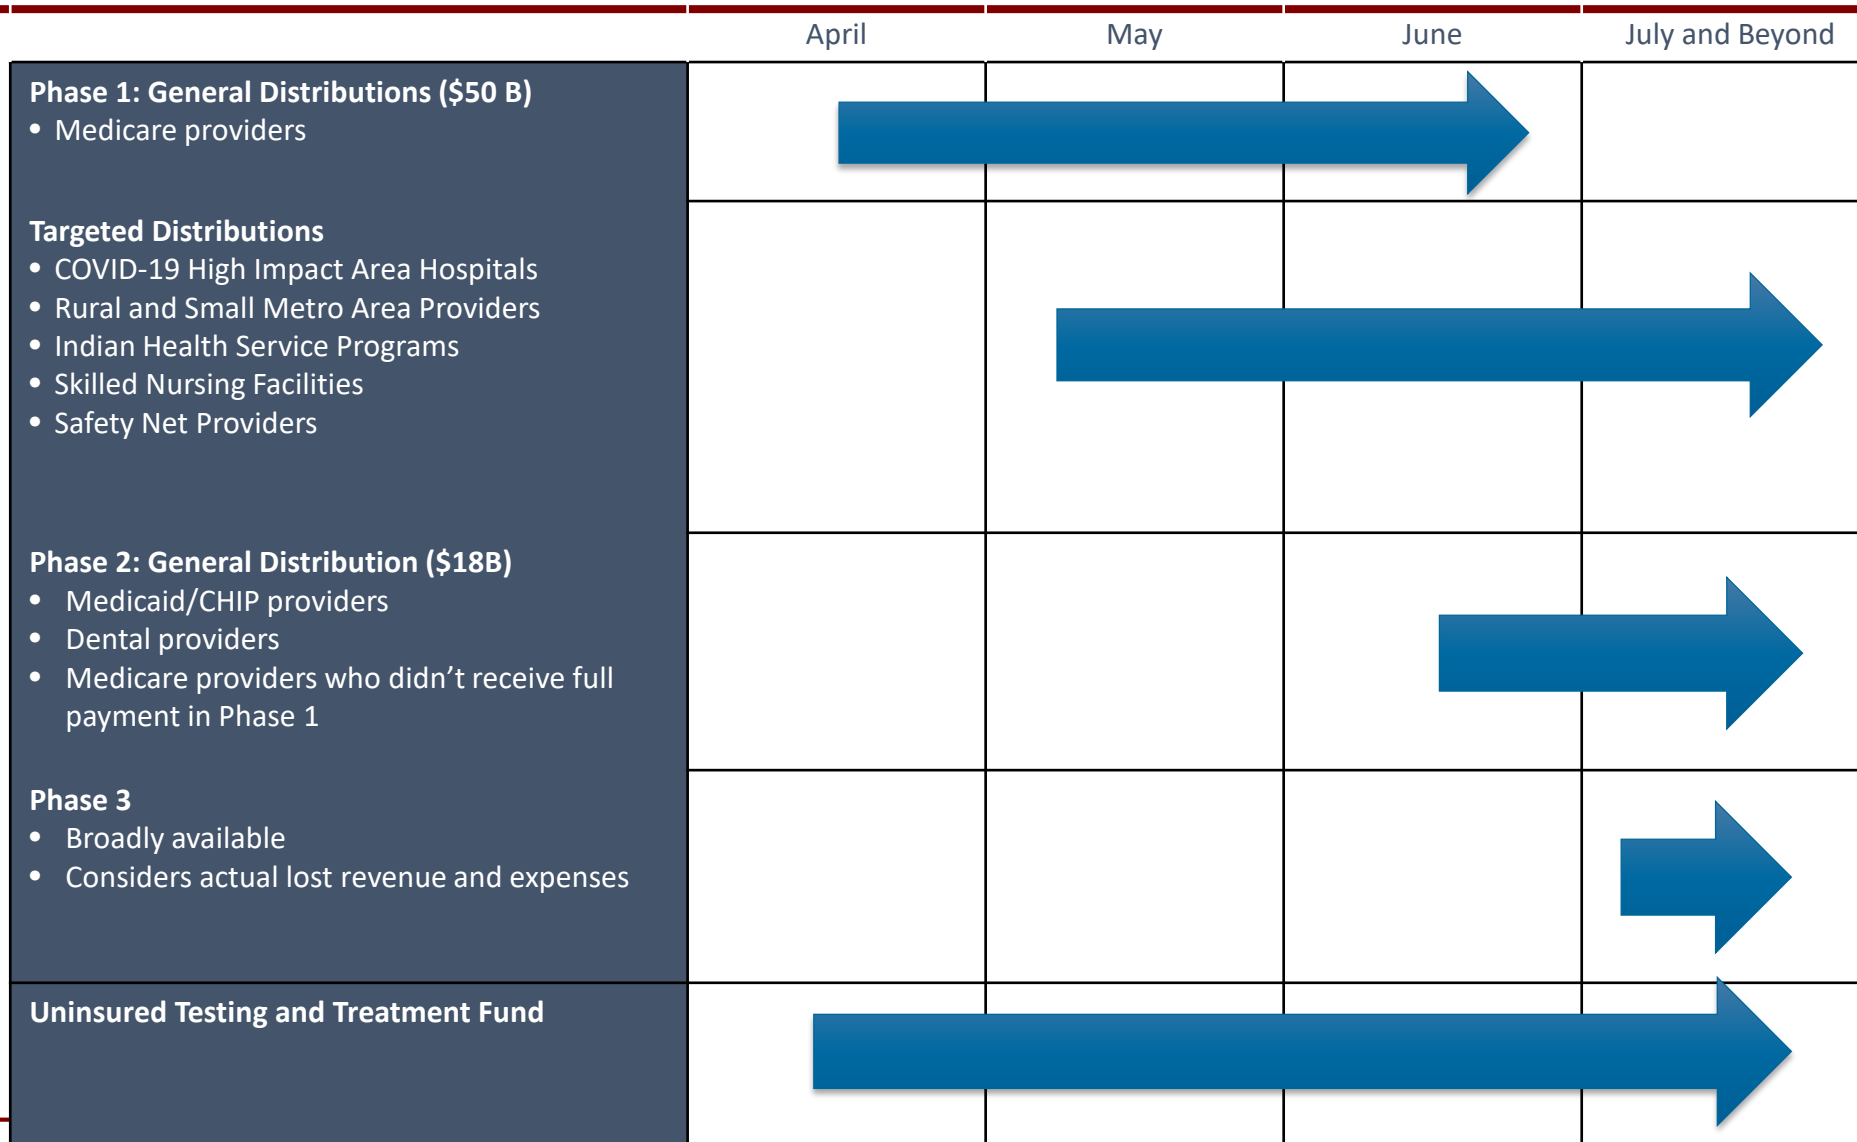 April May June July and Beyond
Phase 1: General Distributions ($50 B)
• Medicare providers
Targeted Distributions
• COVID-19 High Impact Area Hospitals
• Rural and Small Metro Area Providers
• Indian Health Service Programs
• Skilled Nursing Facilities
• Safety Net Providers
Phase 2: General Distribution ($18B)
• Medicaid/CHIP providers
• Dental providers
• Medicare providers who didn’t receive full
payment in Phase 1
Phase 3
• Broadly available
• Considers actual lost revenue and expenses
Uninsured Testing and Treatment Fund